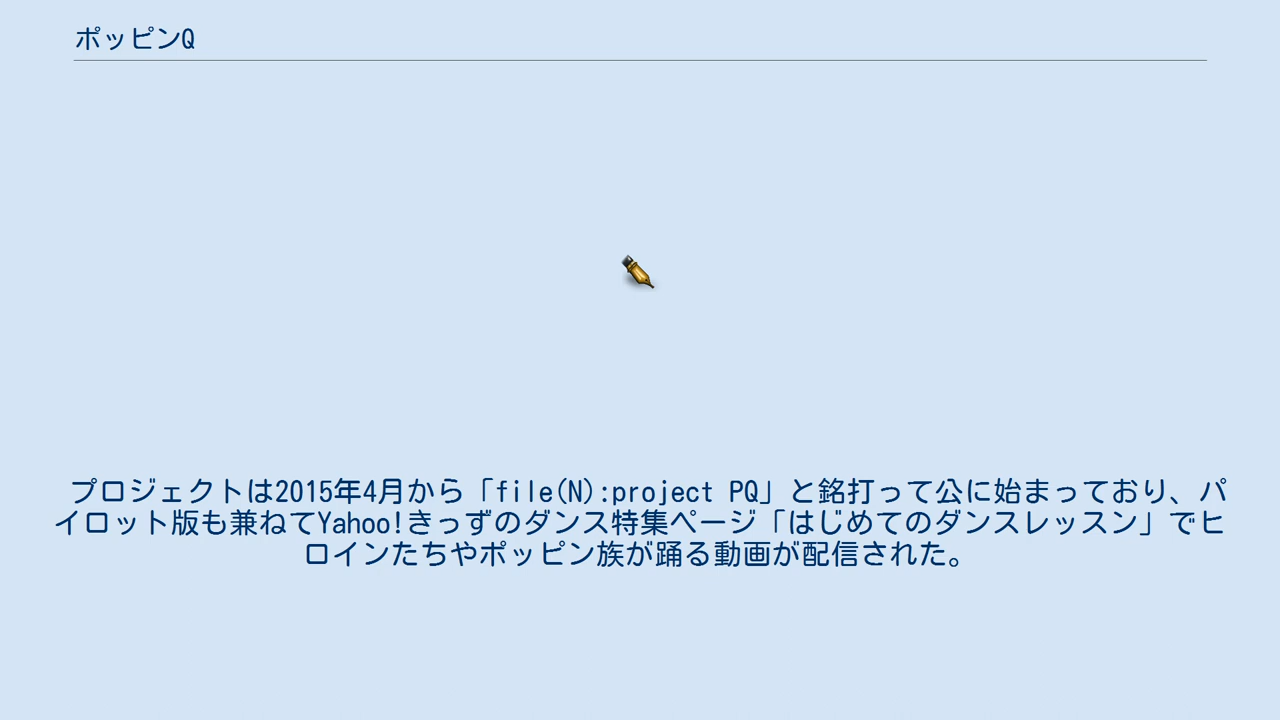 ポッピンQ
プロジェクトは2015年4月から「file(N):project PQ」と銘打って公に始まっており、パ
イロット版も兼ねてYahoo!きっずのダンス特集ページ「はじめてのダンスレッスン」でヒ
ロインたちやポッピン族が踊る動画が配信された。